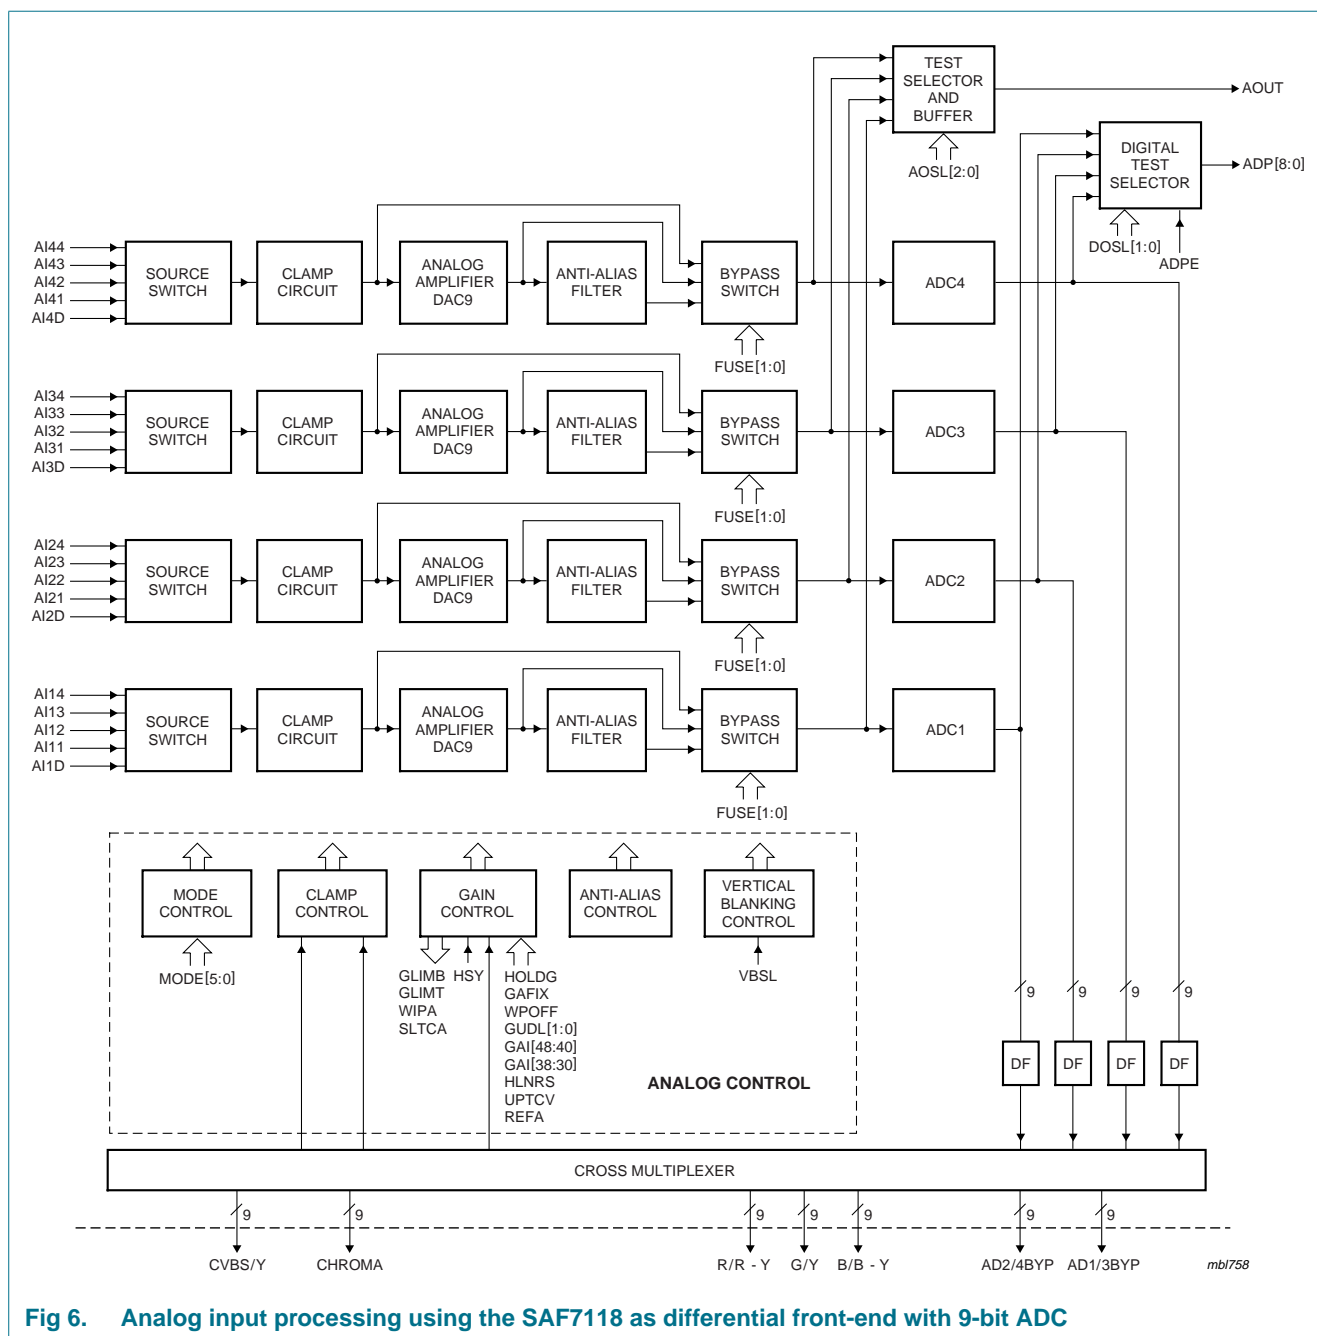 TEST
SELECTOR
AND
BUFFER
AOUT
AOSL[2:0]
DIGITAL
TEST
SELECTOR
ADP[8:0]
DOSL[1:0]
ADPE
AI44
AI43
AI42
AI41
AI4D
SOURCE
SWITCH
CLAMP
CIRCUIT
ANALOG
AMPLIFIER
DAC9
ANTI-ALIAS
FILTER
BYPASS
SWITCH
ADC4
FUSE[1:0]
AI34
AI33
AI32
AI31
AI3D
SOURCE
SWITCH
CLAMP
CIRCUIT
ANALOG
AMPLIFIER
DAC9
ANTI-ALIAS
FILTER
BYPASS
SWITCH
ADC3
FUSE[1:0]
AI24
AI23
AI22
AI21
AI2D
SOURCE
SWITCH
CLAMP
CIRCUIT
ANALOG
AMPLIFIER
DAC9
ANTI-ALIAS
FILTER
BYPASS
SWITCH
ADC2
FUSE[1:0]
AI14
AI13
AI12
AI11
AI1D
SOURCE
SWITCH
CLAMP
CIRCUIT
ANALOG
AMPLIFIER
DAC9
ANTI-ALIAS
FILTER
BYPASS
SWITCH
ADC1
FUSE[1:0]
MODE
CONTROL
MODE[5:0]
CLAMP
CONTROL
GAIN
CONTROL
GLIMB
GLIMT
WIPA
SLTCA
HSY
HOLDG
GAFIX
WPOFF
GUDL[1:0]
GAI[48:40]
GAI[38:30]
HLNRS
UPTCV
REFA
ANTI-ALIAS
CONTROL
VERTICAL
BLANKING
CONTROL
VBSL
ANALOG CONTROL
9
9
9
9
DF
DF
DF
DF
CROSS MULTIPLEXER
9
9
9
9
9
9
9
CVBS/Y
CHROMA
R/R - Y
G/Y
B/B - Y
AD2/4BYP
AD1/3BYP
mbl758
Fig 6. Analog input processing using the SAF7118 as differential front-end with 9-bit ADC